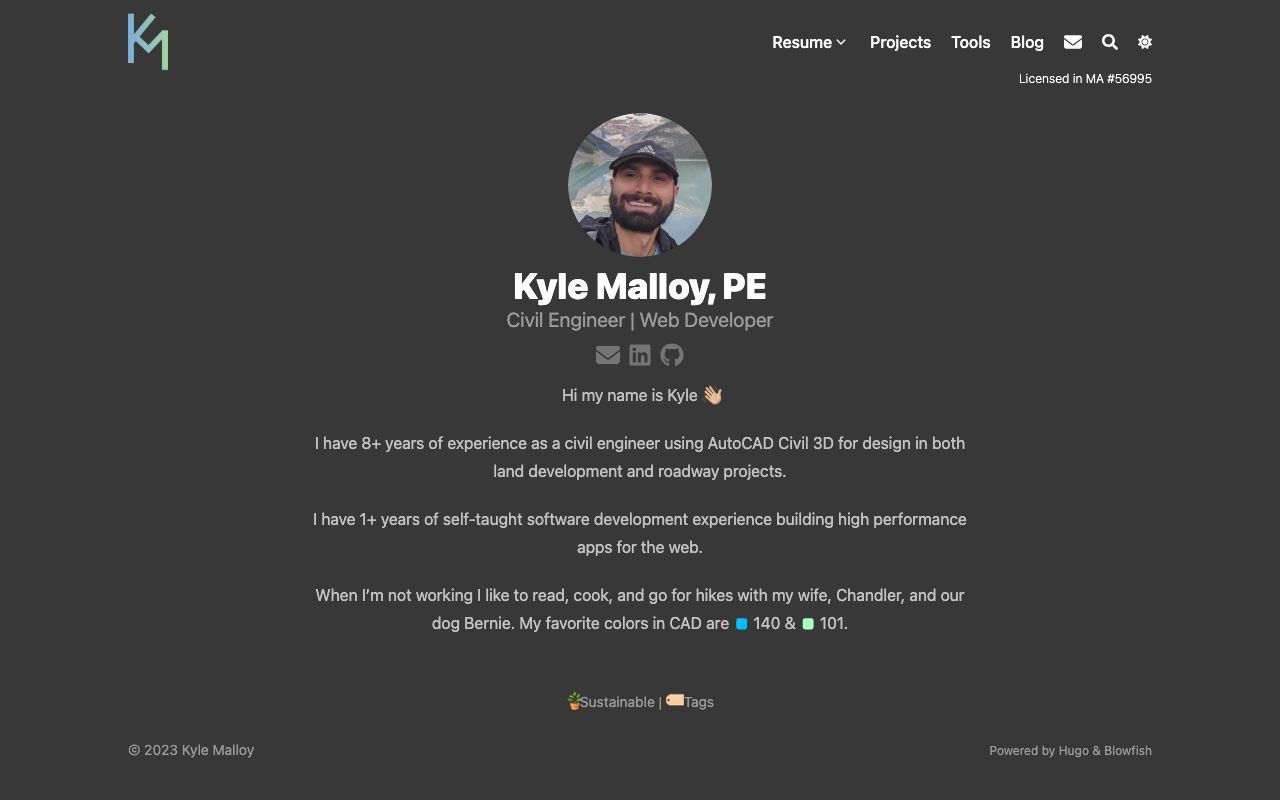 KM
Resume
Projects
Tools
Blog
Licensed in MA #56995
Kyle Malloy, PE
Civil Engineer | Web Developer
Hi my name is Kyle 👋🏼
I have 8+ years of experience as a civil engineer using AutoCAD Civil 3D for design in both
land development and roadway projects.
I have 1+ years of self-taught software development experience building high performance
apps for the web.
When I’m not working I like to read, cook, and go for hikes with my wife, Chandler, and our
dog Bernie. My favorite colors in CAD are 140 & 101.
🪴Sustainable | 🏷️Tags
© 2023 Kyle Malloy
Powered by Hugo & Blowfish